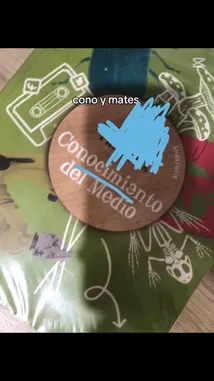 cono y mates
Conocimiento
del Medio